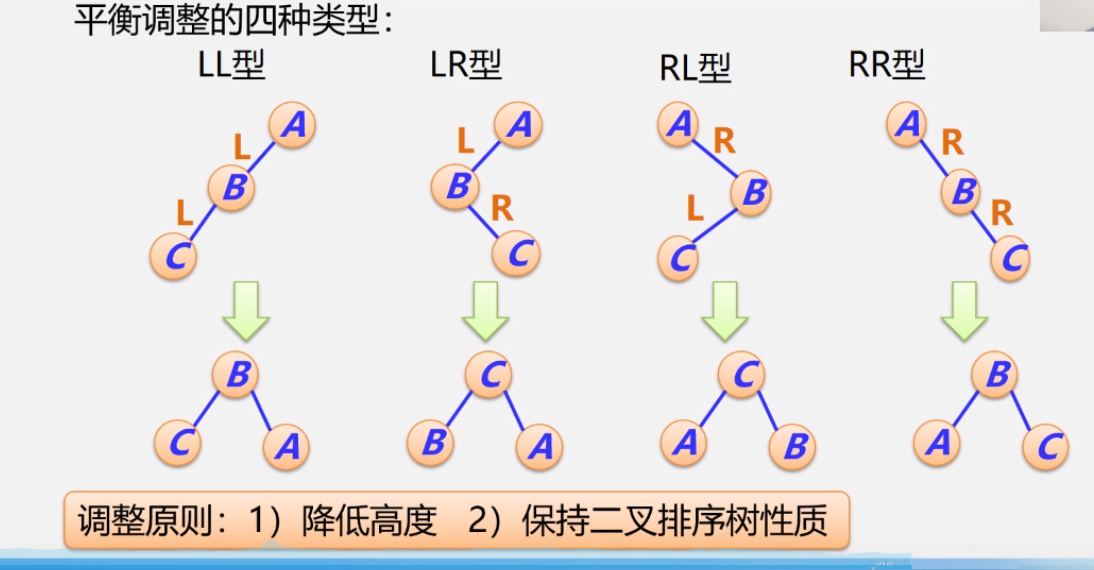 平衡调整的四种类型：
LL型 LR型 RL型 RR型
A A A A
L L R R
B B B B
L R L R
C C C C
B C C B
C A B A A B A C
调整原则：1）降低高度 2）保持二叉排序树性质